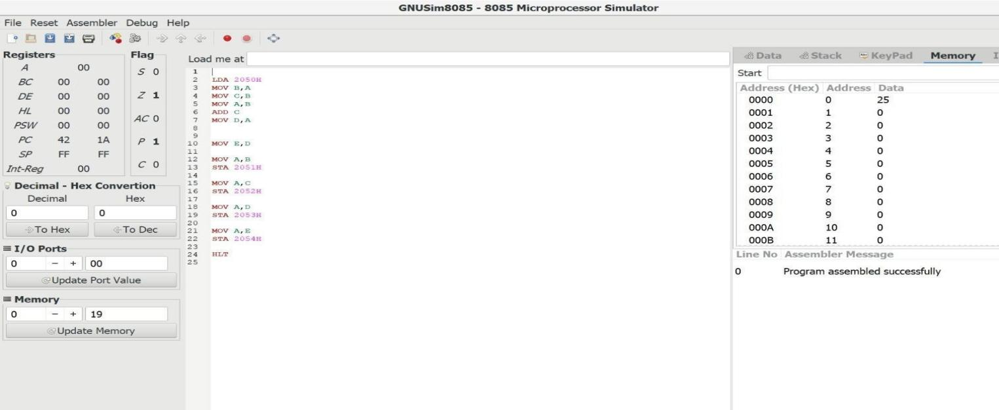 GNUSim8085 - 8085 Microprocessor Simulator
File Reset Assembler Debug Help
Registers
A 00
BC 00 00
DE 00 00
HL 00 00
PSW 00 00
PC 42 1A
SP FF FF
Int-Reg 00
Flag
S 0
Z 1
AC 0
P 1
C 0
Decimal - Hex Convertion
Decimal Hex
0 0
To Hex To Dec
I/O Ports
0 − + 00
Update Port Value
Memory
0 − + 19
Update Memory
Load me at
1
2 LDA 2050H
3 MOV B,A
4 MOV C,B
5 MOV A,B
6 ADD C
7 MOV D,A
8
9
10 MOV E,D
11
12 MOV A,B
13 STA 2051H
14
15 MOV A,C
16 STA 2052H
17
18 MOV A,D
19 STA 2053H
20
21 MOV A,E
22 STA 2054H
23
24 HLT
25
Data Stack KeyPad Memory I
Start
Address (Hex) Address Data
0000 0 25
0001 1 0
0002 2 0
0003 3 0
0004 4 0
0005 5 0
0006 6 0
0007 7 0
0008 8 0
0009 9 0
000A 10 0
000B 11 0
Line No Assembler Message
0 Program assembled successfully